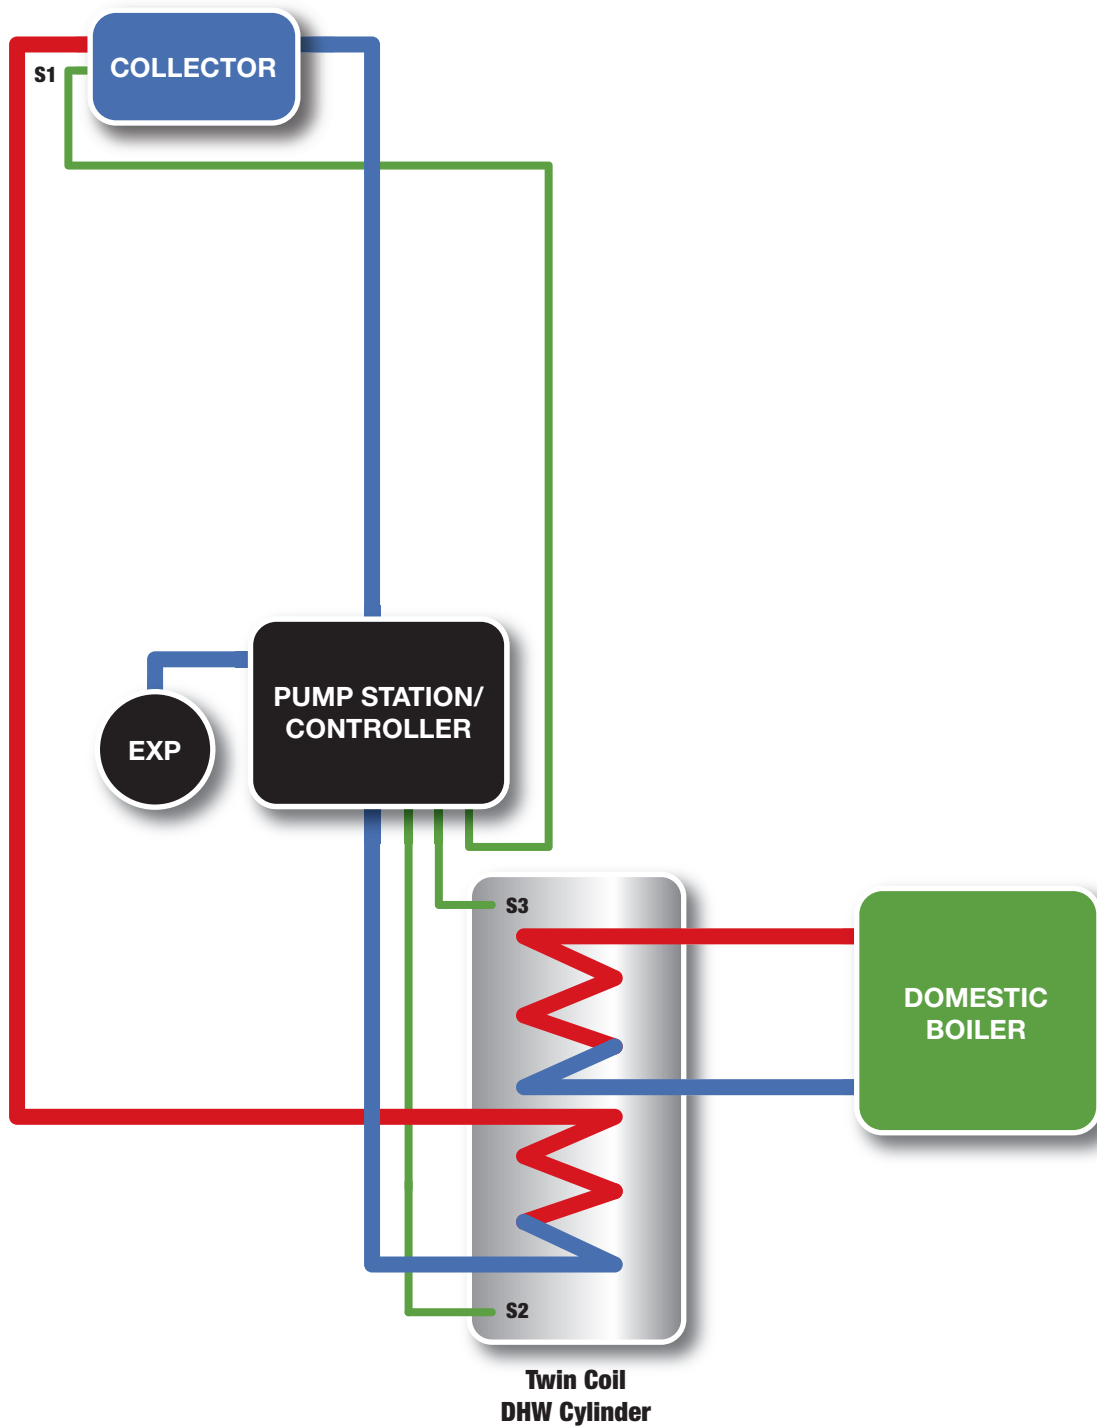 COLLECTOR
S1
PUMP STATION/
CONTROLLER
EXP
S3
DOMESTIC
BOILER
S2
Twin Coil
DHW Cylinder